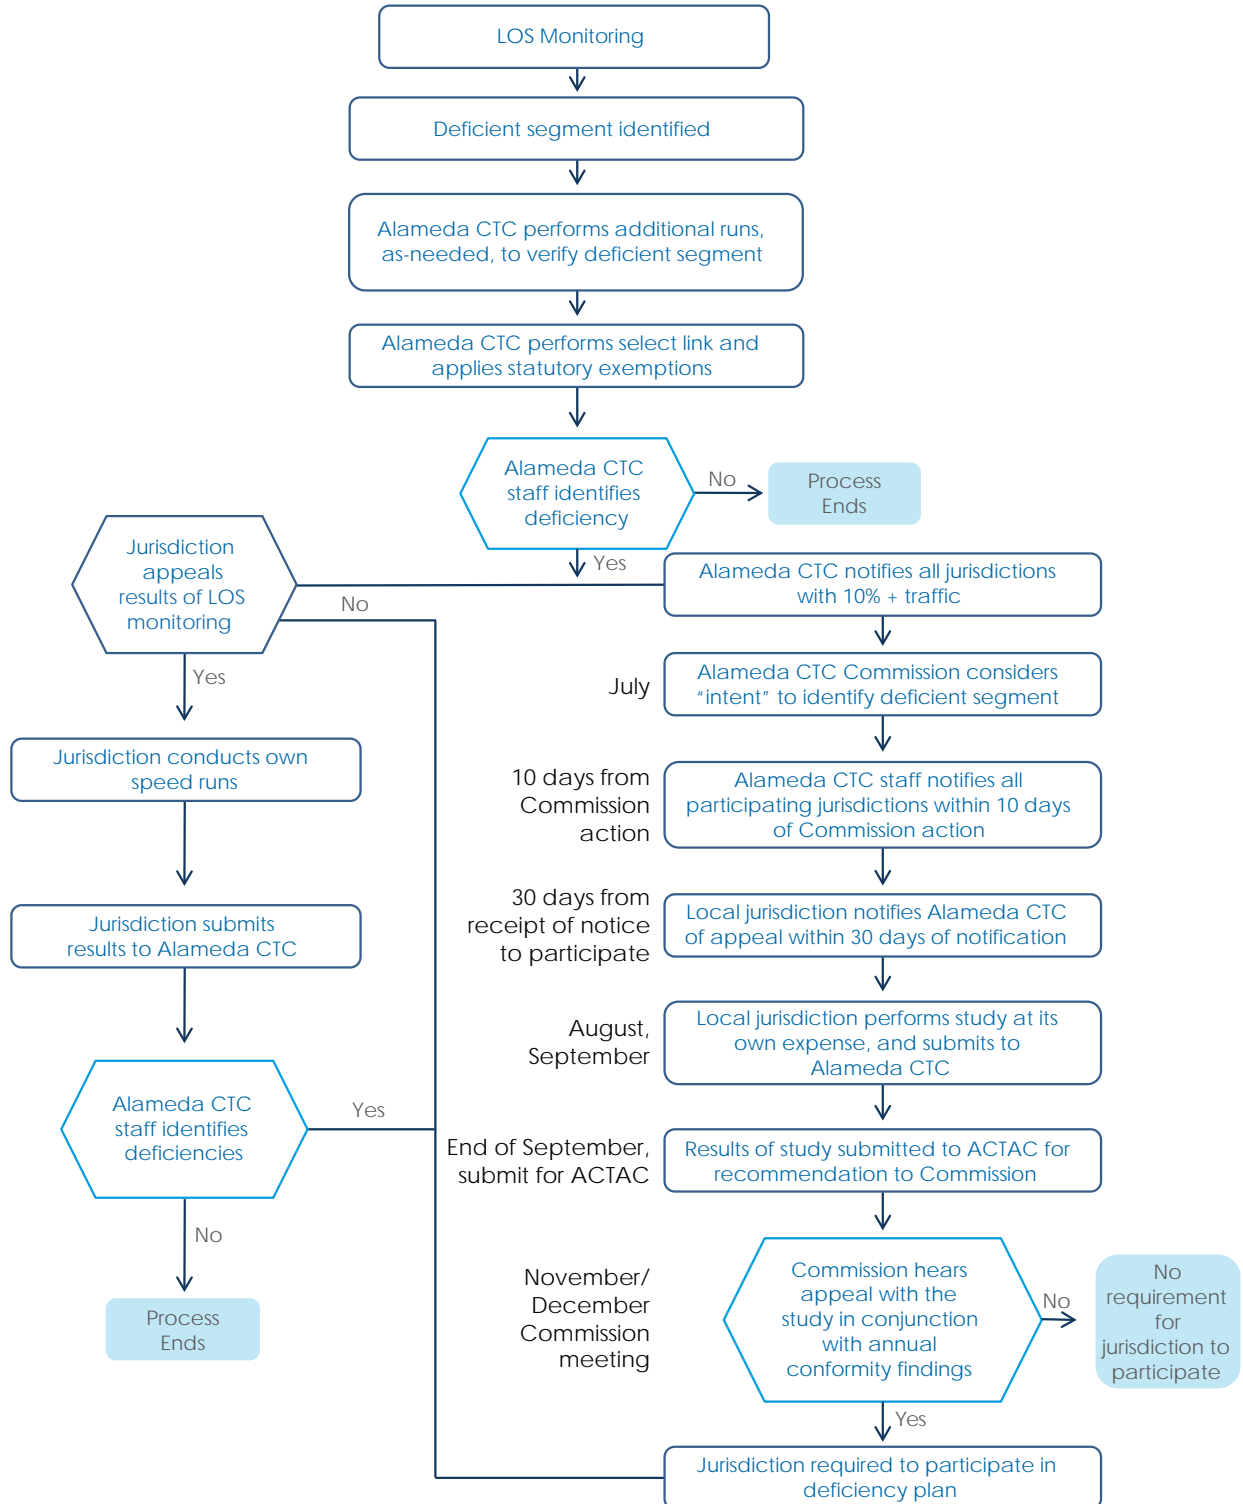 LOS Monitoring
Deficient segment identified
Alameda CTC performs additional runs,
as-needed, to verify deficient segment
Alameda CTC performs select link and
applies statutory exemptions
Alameda CTC
staff identifies
deficiency
No
Process
Ends
Yes
Jurisdiction
appeals
results of LOS
monitoring
No
Yes
Jurisdiction conducts own
speed runs
Jurisdiction submits
results to Alameda CTC
Alameda CTC
staff identifies
deficiencies
Yes
No
Process
Ends
Alameda CTC notifies all jurisdictions
with 10% + traffic
July
Alameda CTC Commission considers
"intent" to identify deficient segment
10 days from
Commission
action
Alameda CTC staff notifies all
participating jurisdictions within 10 days
of Commission action
30 days from
receipt of notice
to participate
Local jurisdiction notifies Alameda CTC
of appeal within 30 days of notification
August,
September
Local jurisdiction performs study at its
own expense, and submits to
Alameda CTC
End of September,
submit for ACTAC
Results of study submitted to ACTAC for
recommendation to Commission
November/
December
Commission
meeting
Commission hears
appeal with the
study in conjunction
with annual
conformity findings
No
No
requirement
for
jurisdiction to
participate
Yes
Jurisdiction required to participate in
deficiency plan